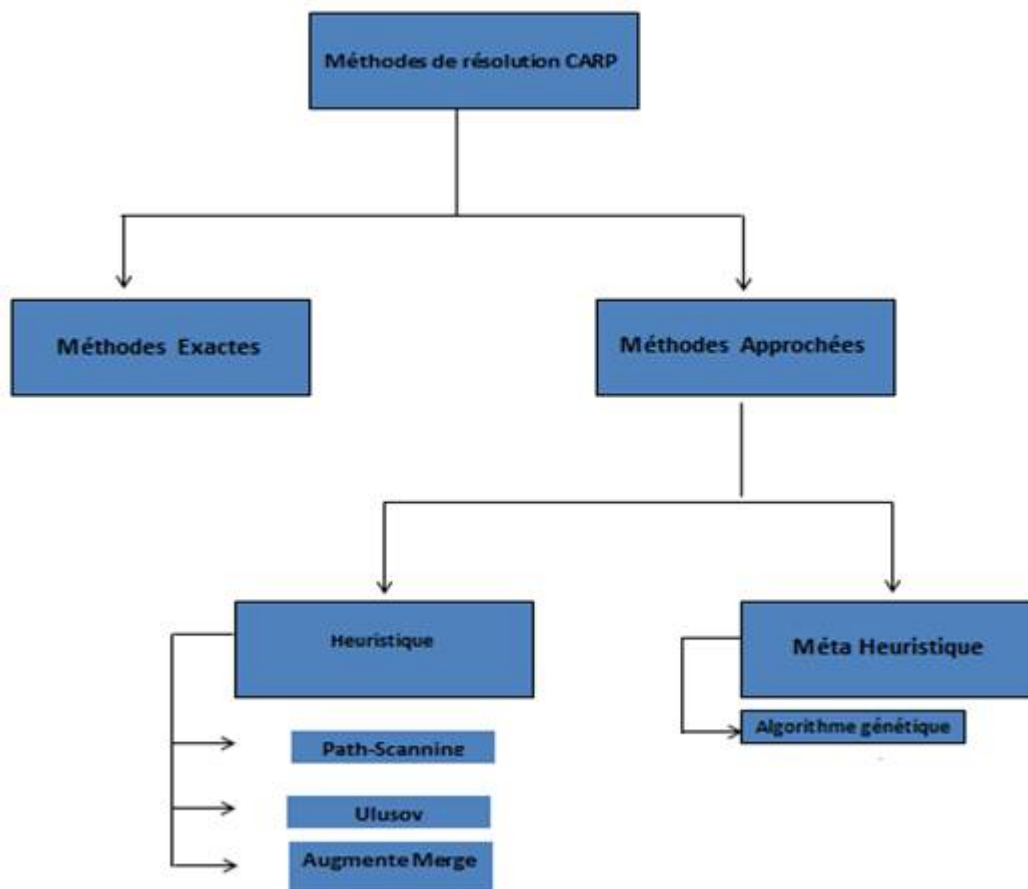 Méthodes de résolution CARP
Méthodes Exactes
Méthodes Approchées
Heuristique
Méta Heuristique
Path-Scannine
Algorithme génétique
Ulusov
Augmente Merge